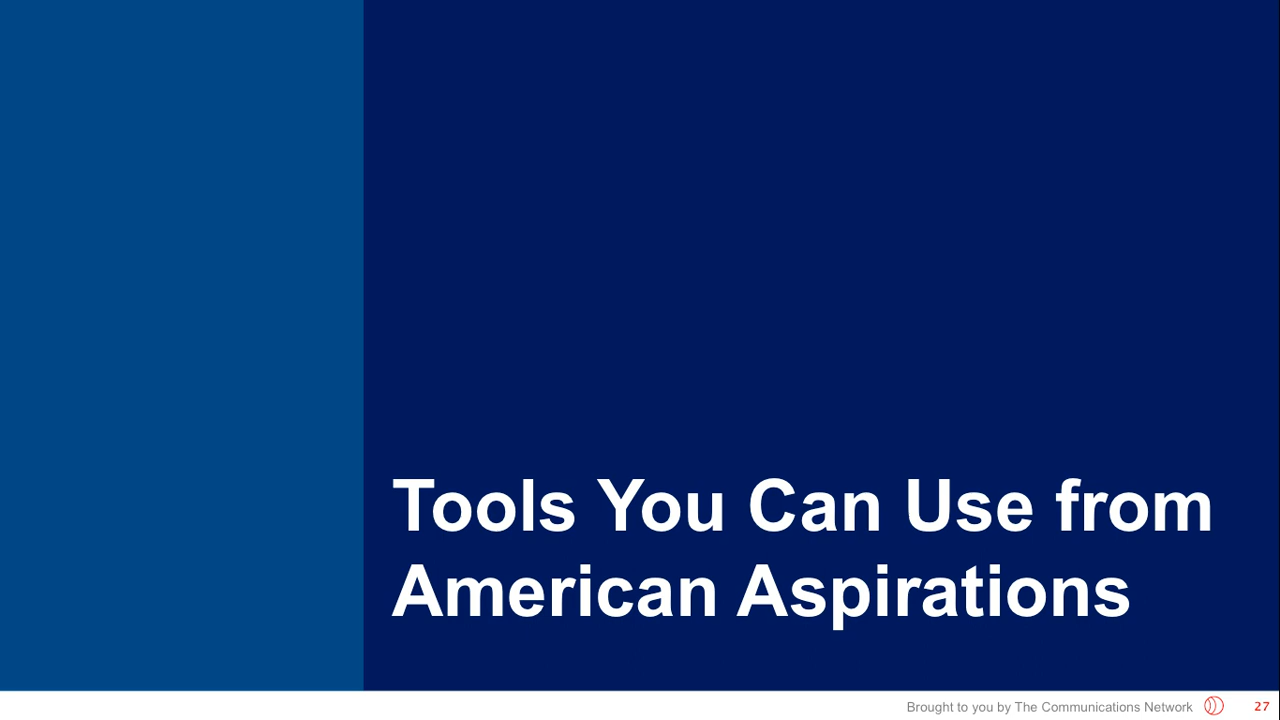 Tools You Can Use from
American Aspirations
Brought to you by The Communications Network
27